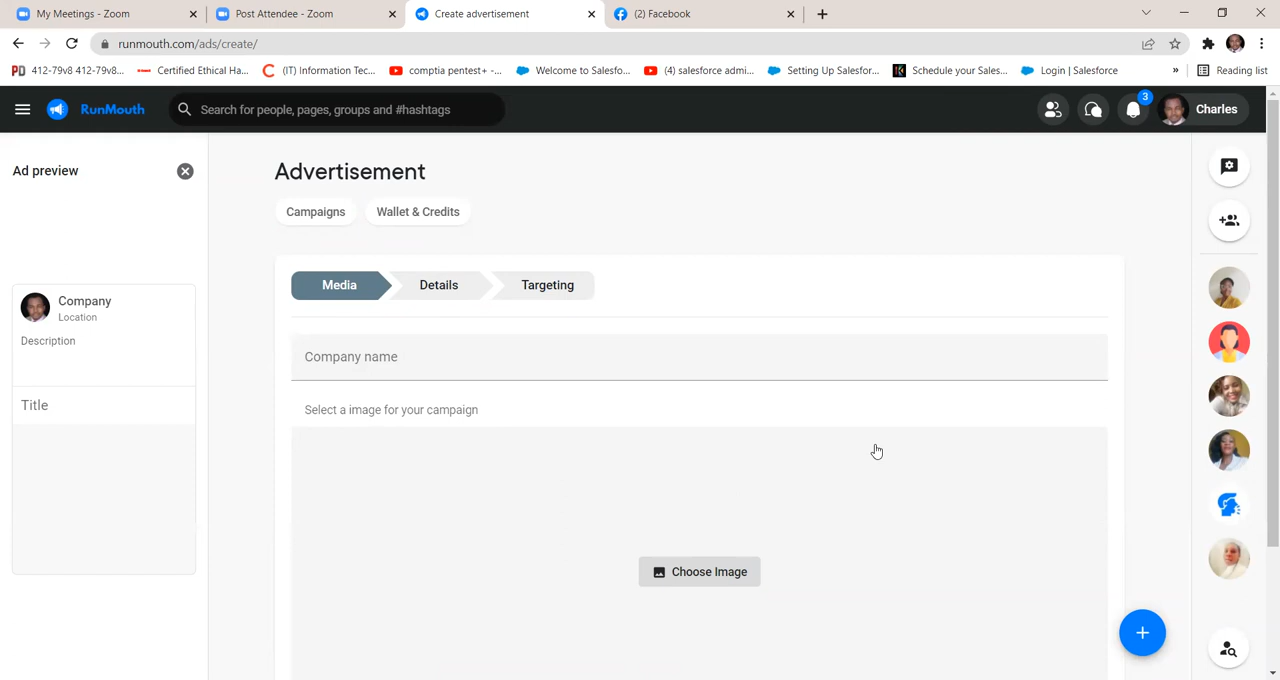 My Meetings - Zoom
Post Attendee - Zoom
Create advertisement
(2) Facebook
runmouth.com/ads/create/
412-79v8 412-79v8...
Certified Ethical Ha...
(IT) Information Tec...
comptia pentest+ -...
Welcome to Salesfo...
(4) salesforce admi...
Setting Up Salesfor...
Schedule your Sales...
Login | Salesforce
»
Reading list
RunMouth
Search for people, pages, groups and #hashtags
3
Charles
Ad preview
Advertisement
Campaigns
Wallet & Credits
Media
Details
Targeting
Company
Location
Description
Title
Company name
Select a image for your campaign
Choose Image